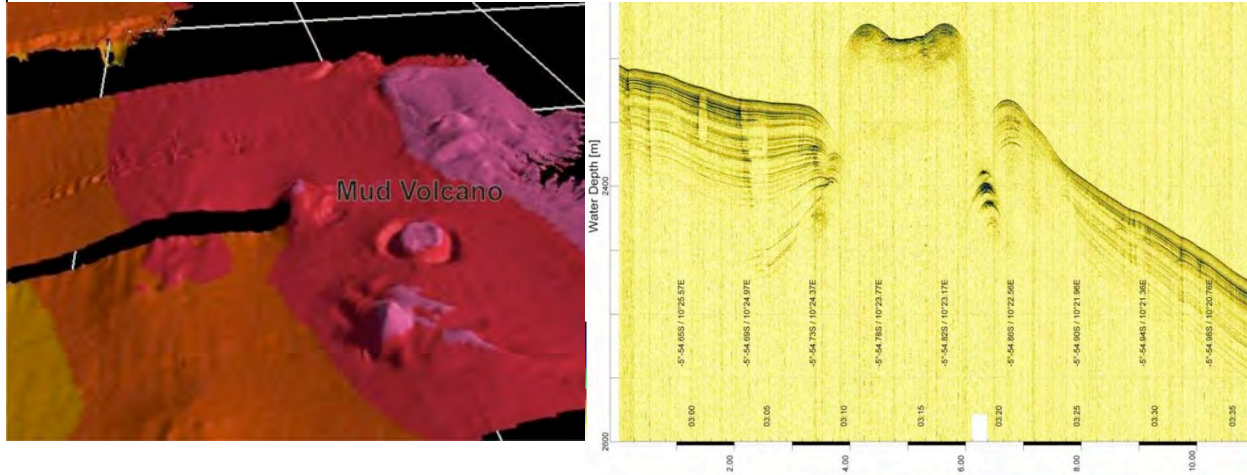 Mud Volcano
Water Depth [m]
2400
2600
-5°-54.65S / 10°25.57E
-5°-54.69S / 10°24.97E
-5°-54.73S / 10°24.37E
-5°-54.78S / 10°23.77E
-5°-54.82S / 10°23.17E
-5°-54.86S / 10°22.56E
-5°-54.90S / 10°21.96E
-5°-54.94S / 10°21.36E
-5°-54.98S / 10°20.76E
03:00
03:05
03:10
03:15
03:20
03:25
03:30
03:35
2.00
4.00
6.00
8.00
10.00